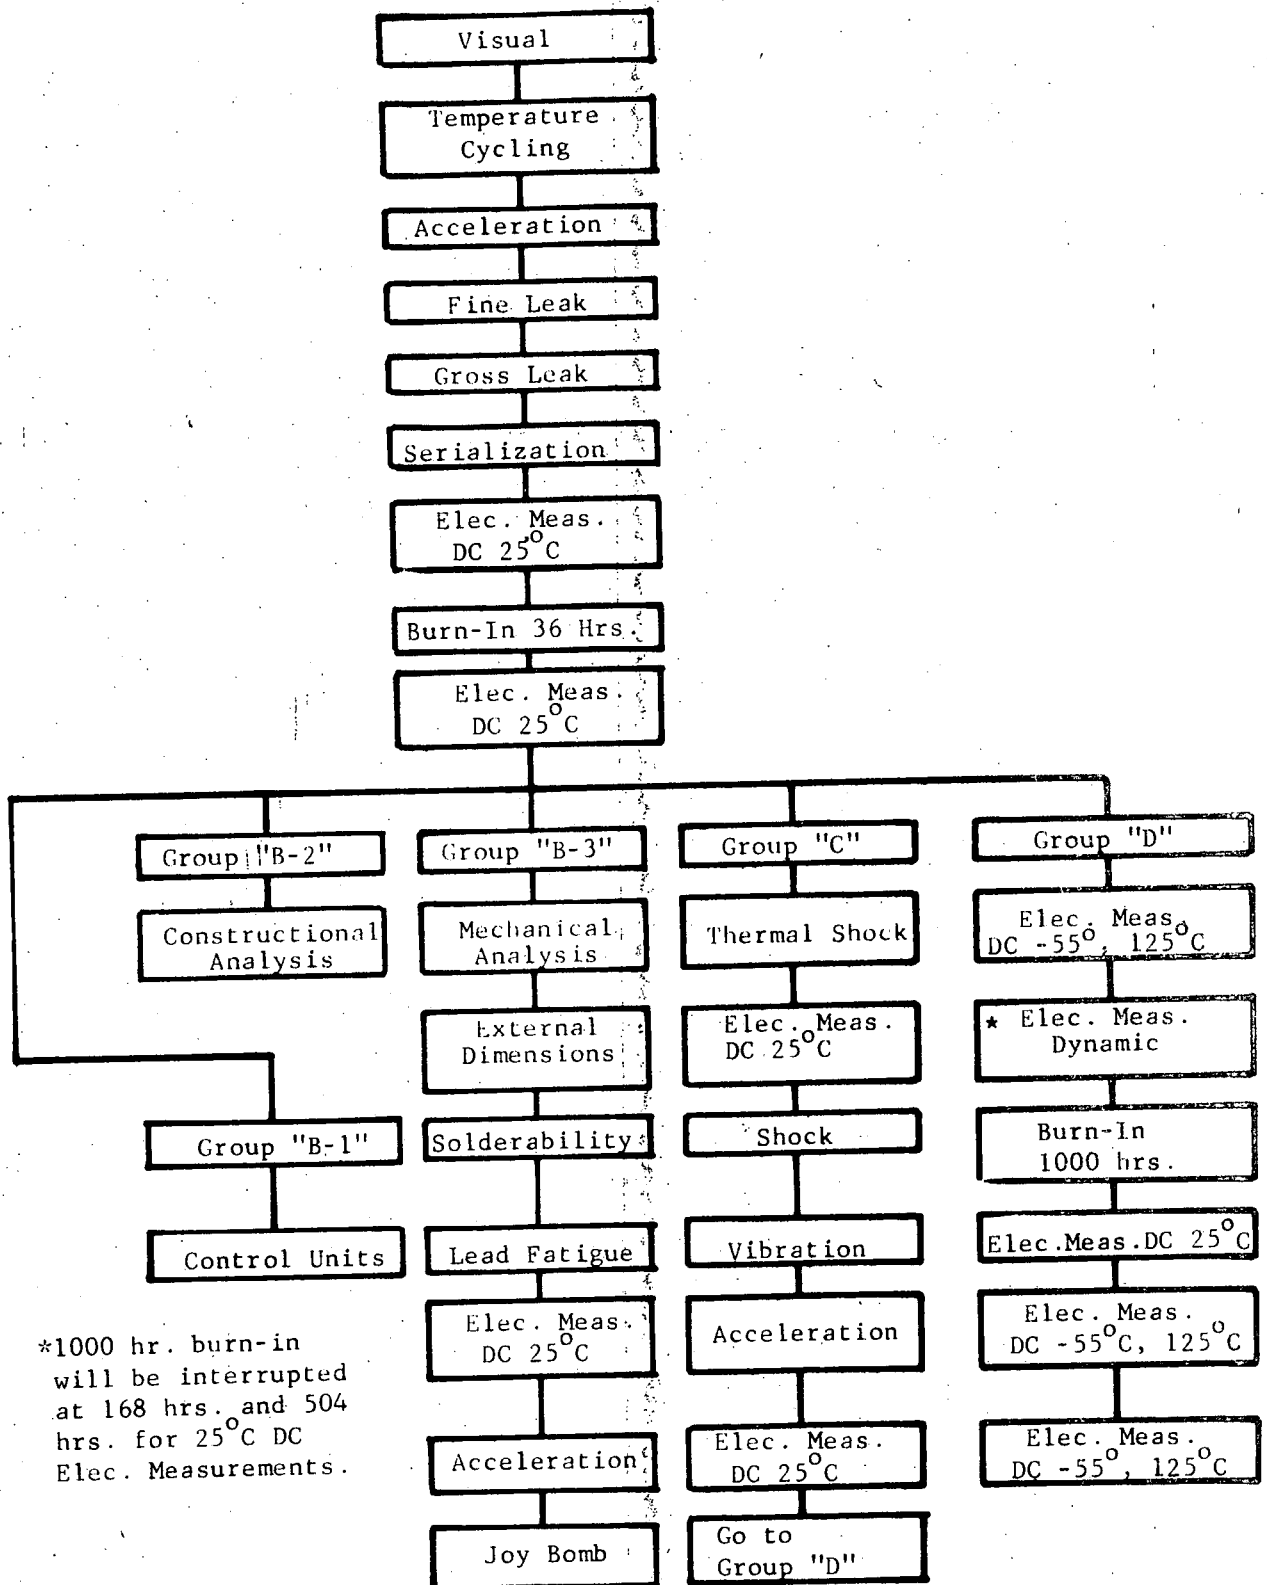 Visual
Temperature
Cycling
Acceleration
Fine Leak
Gross Leak
Serialization
Elec. Meas.
DC 25°C
Burn-In 36 Hrs.
Elec. Meas.
DC 25°C
Group "B-2"
Constructional
Analysis
Group "B-1"
Control Units
*1000 hr. burn-in
will be interrupted
at 168 hrs. and 504
hrs. for 25°C DC
Elec. Measurements.
Group "B-3"
Mechanical
Analysis
External
Dimensions
Solderability
Lead Fatigue
Elec. Meas.
DC 25°C
Acceleration
Joy Bomb
Group "C"
Thermal Shock
Elec. Meas.
DC 25°C
Shock
Vibration
Acceleration
Elec. Meas.
DC 25°C
Go to
Group "D"
Group "D"
Elec. Meas.
DC -55°, 125°C
* Elec. Meas.
Dynamic
Burn-In
1000 hrs.
Elec.Meas.DC 25°C
Elec. Meas.
DC -55°C, 125°C
Elec. Meas.
DC -55°, 125°C